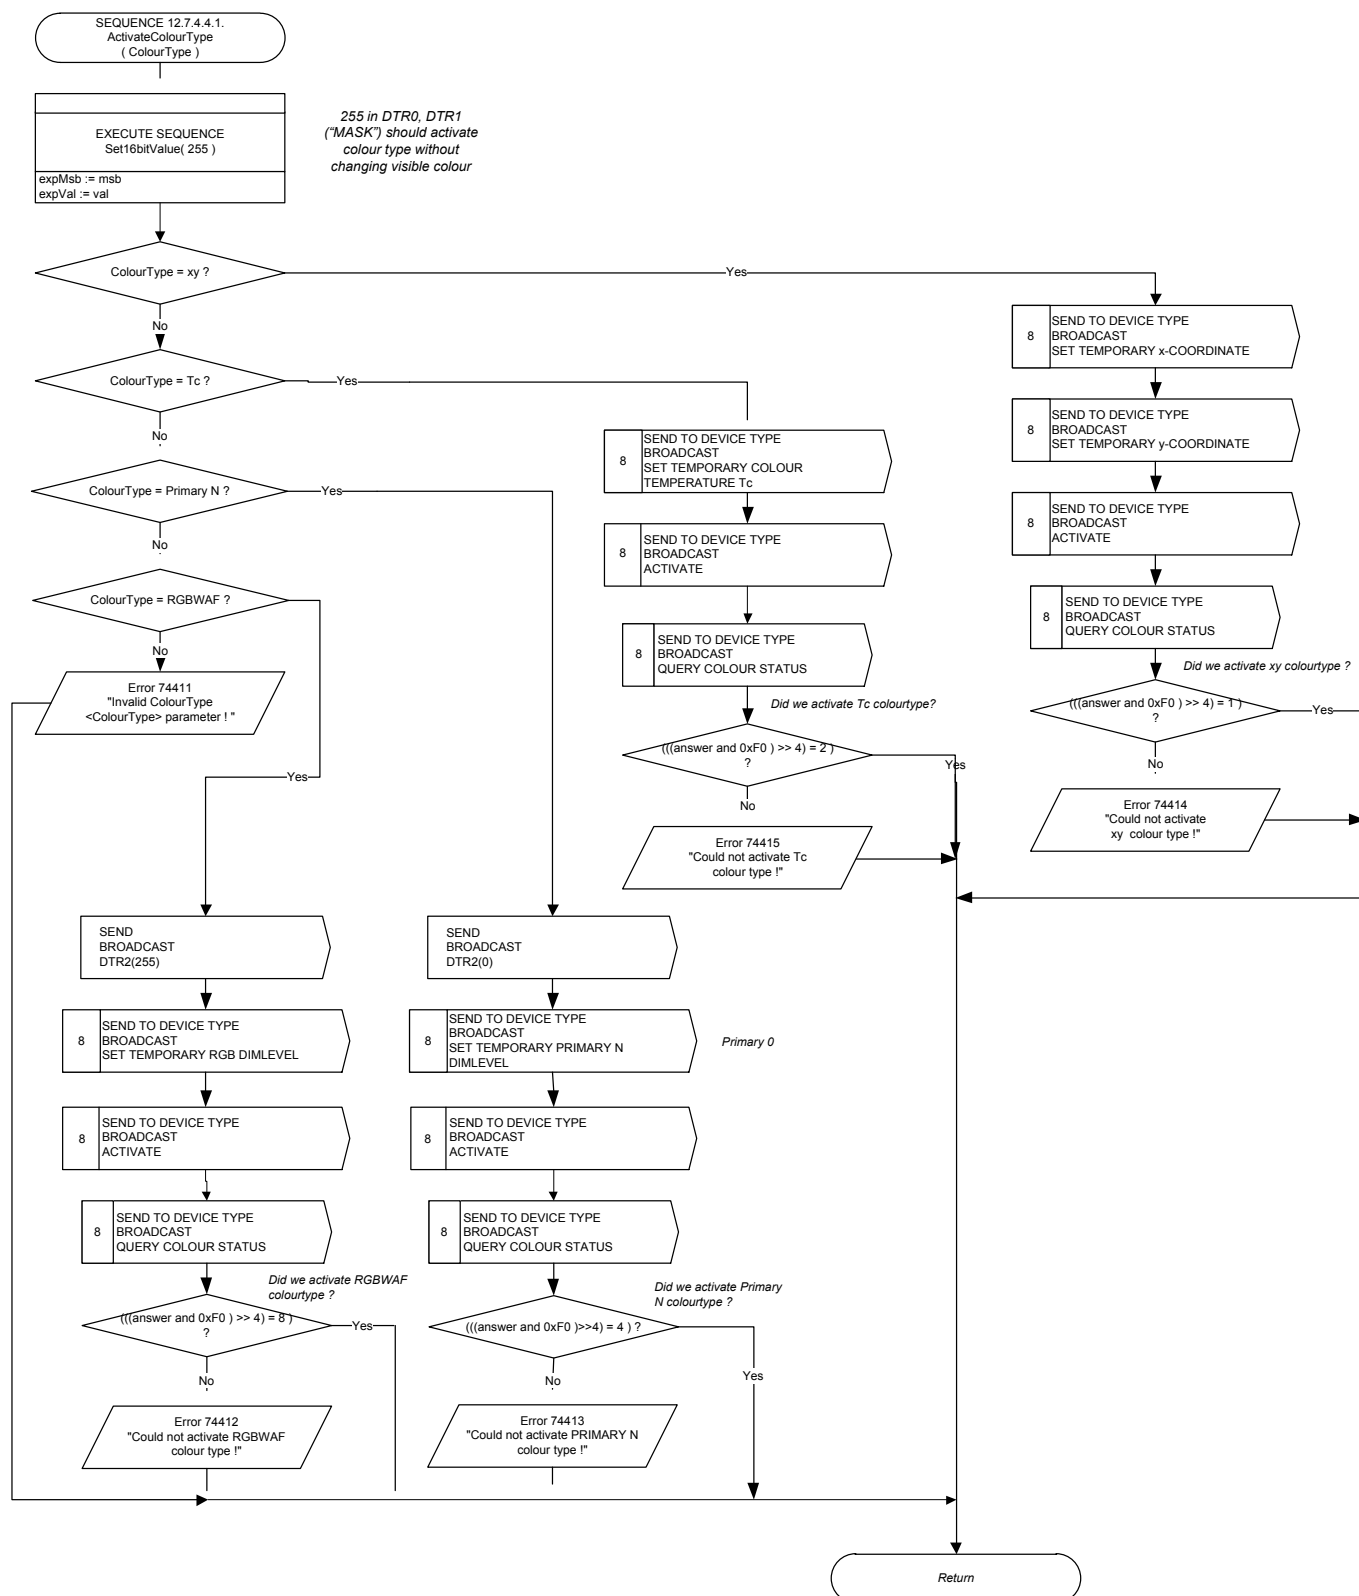 SEQUENCE 12.7.4.4.1.
ActivateColourType
( ColourType )
255 in DTR0, DTR1
("MASK") should activate
colour type without
changing visible colour
EXECUTE SEQUENCE
Set16bitValue( 255 )
expMsb := msb
expVal := val
ColourType = xy ?
Yes
No
ColourType = Tc ?
Yes
No
ColourType = Primary N ?
Yes
No
ColourType = RGBWAF ?
Yes
No
Error 74411
"Invalid ColourType
<ColourType> parameter ! "
8
SEND TO DEVICE TYPE
BROADCAST
SET TEMPORARY x-COORDINATE
8
SEND TO DEVICE TYPE
BROADCAST
SET TEMPORARY y-COORDINATE
8
SEND TO DEVICE TYPE
BROADCAST
ACTIVATE
8
SEND TO DEVICE TYPE
BROADCAST
QUERY COLOUR STATUS
Did we activate xy colourtype ?
(((answer and 0xF0 ) >> 4) = 1 )
?
Yes
No
Error 74414
"Could not activate
xy colour type !"
8
SEND TO DEVICE TYPE
BROADCAST
SET TEMPORARY COLOUR
TEMPERATURE Tc
8
SEND TO DEVICE TYPE
BROADCAST
ACTIVATE
8
SEND TO DEVICE TYPE
BROADCAST
QUERY COLOUR STATUS
Did we activate Tc colourtype?
(((answer and 0xF0 ) >> 4) = 2 )
?
Yes
No
Error 74415
"Could not activate Tc
colour type !"
SEND
BROADCAST
DTR2(255)
8
SEND TO DEVICE TYPE
BROADCAST
SET TEMPORARY RGB DIMLEVEL
8
SEND TO DEVICE TYPE
BROADCAST
ACTIVATE
8
SEND TO DEVICE TYPE
BROADCAST
QUERY COLOUR STATUS
Did we activate RGBWAF
colourtype ?
(((answer and 0xF0 ) >> 4) = 8 )
?
Yes
No
Error 74412
"Could not activate RGBWAF
colour type !"
SEND
BROADCAST
DTR2(0)
8
SEND TO DEVICE TYPE
BROADCAST
SET TEMPORARY PRIMARY N
DIMLEVEL
Primary 0
8
SEND TO DEVICE TYPE
BROADCAST
ACTIVATE
8
SEND TO DEVICE TYPE
BROADCAST
QUERY COLOUR STATUS
Did we activate Primary
N colourtype ?
(((answer and 0xF0 )>>4) = 4 ) ?
Yes
No
Error 74413
"Could not activate PRIMARY N
colour type !"
Return